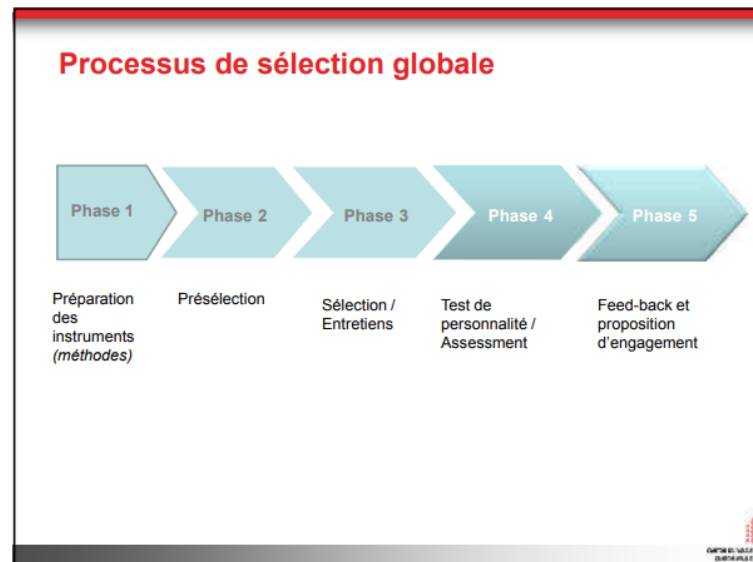 Processus de sélection globale
Phase 1
Phase 2
Phase 3
Phase 4
Phase 5
Préparation
des
instruments
(méthodes)
Présélection
Sélection /
Entretiens
Test de
personnalité /
Assessment
Feed-back et
proposition
d'engagement